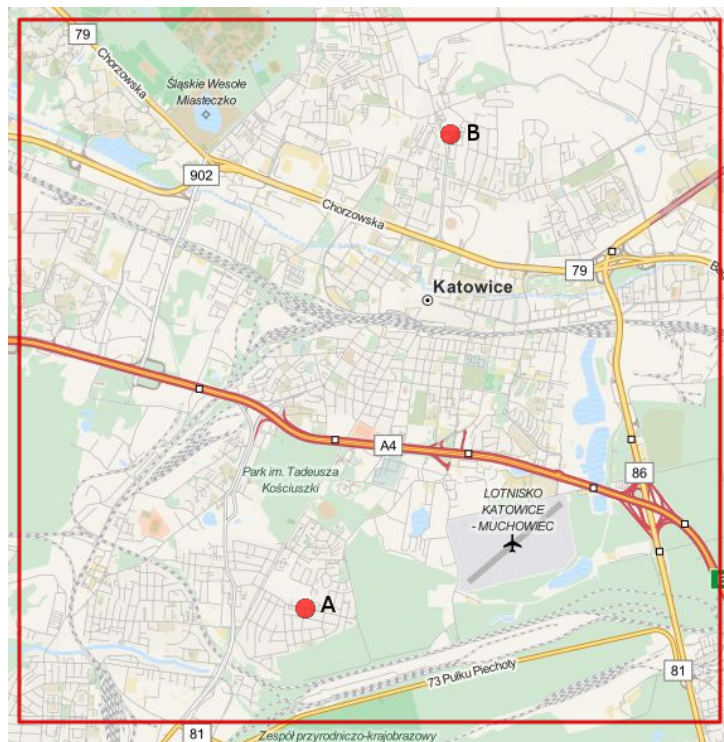 79
Chorzowska
Śląskie Wesołe
Miasteczko
B
902
Chorzowska
79
Katowice
A4
86
Park im. Tadeusza
Kościuszki
LOTNISKO
KATOWICE
- MUCHOWIEC
A
73 Pułku Piechoty
81
81
Zespół przyrodniczo-krajobrazowy